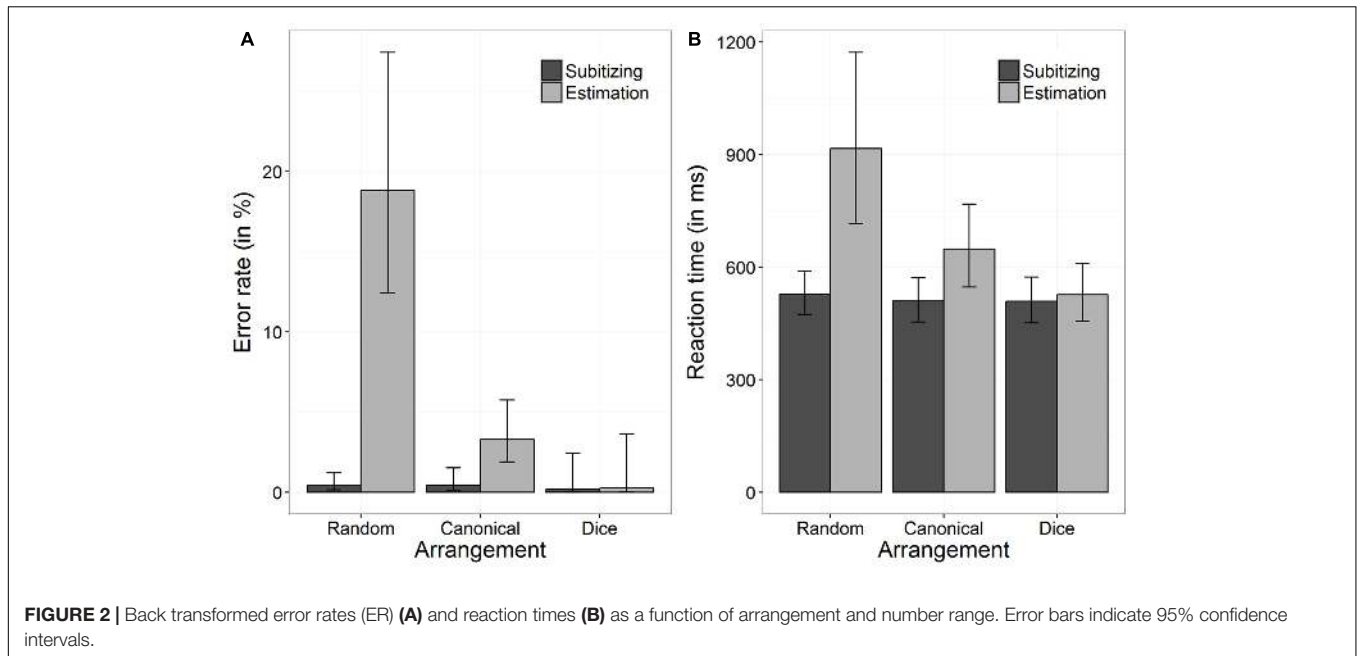 A
Subitizing
Estimation
Error rate (in %)
20
10
0
Random Canonical Dice
Arrangement
B
Subitizing
Estimation
Reaction time (in ms)
1200
900
600
300
0
Random Canonical Dice
Arrangement
FIGURE 2 | Back transformed error rates (ER) (A) and reaction times (B) as a function of arrangement and number range. Error bars indicate 95% confidence
intervals.